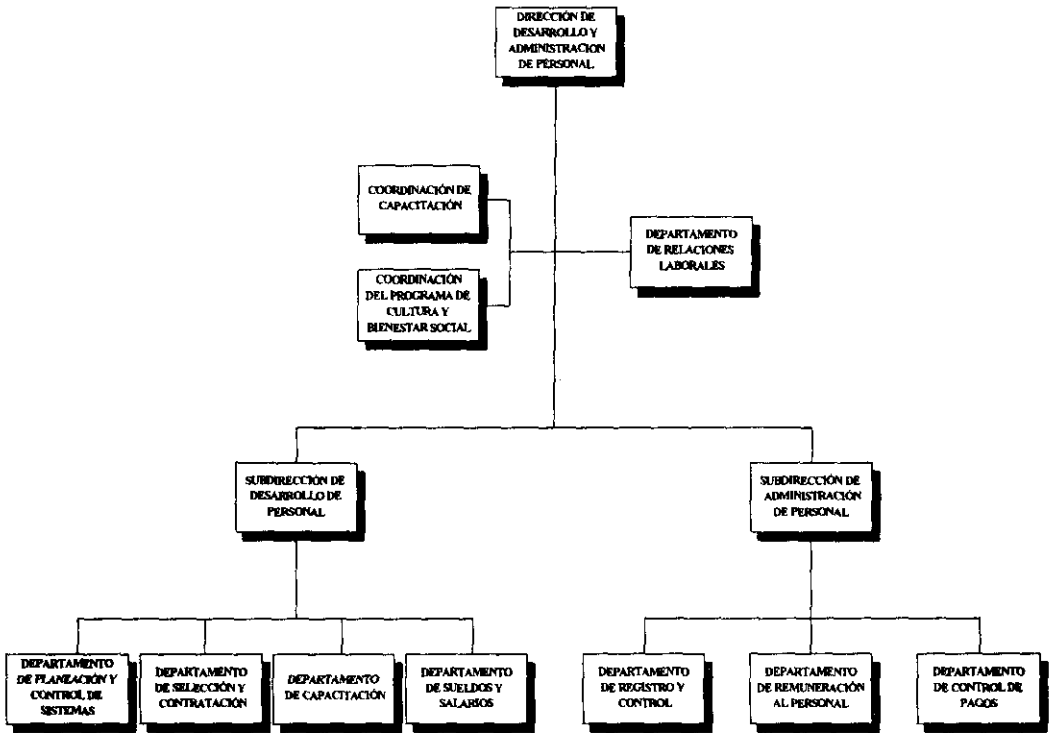 DIRECCIÓN DE
DESARROLLO Y
ADMINISTRACION
DE PERSONAL
COORDINACIÓN DE
CAPACITACIÓN
DEPARTAMENTO
DE RELACIONES
LABORALES
COORDINACIÓN
DEL PROGRAMA DE
CULTURA Y
BIENESTAR SOCIAL
SUBDIRECCIÓN DE
DESARROLLO DE
PERSONAL
SUBDIRECCIÓN DE
ADMINISTRACIÓN
DE PERSONAL
DEPARTAMENTO
DE PLANEACIÓN Y
CONTROL DE
SISTEMAS
DEPARTAMENTO
DE SELECCIÓN Y
CONTRATACIÓN
DEPARTAMENTO
DE CAPACITACIÓN
DEPARTAMENTO
DE SUELDOS Y
SALARIOS
DEPARTAMENTO
DE REGISTRO Y
CONTROL
DEPARTAMENTO
DE REMUNERACIÓN
AL PERSONAL
DEPARTAMENTO
DE CONTROL DE
PAGOS